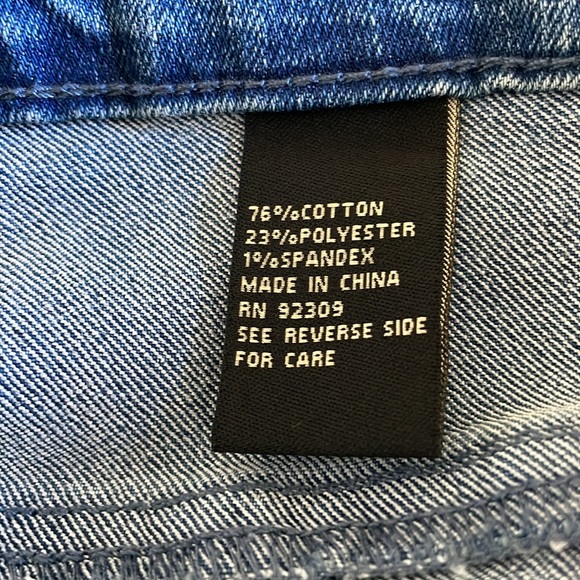 76%COTTON
23%POLYESTER
1%SPANDEX
MADE IN CHINA
RN 92309
SEE REVERSE SIDE
FOR CARE